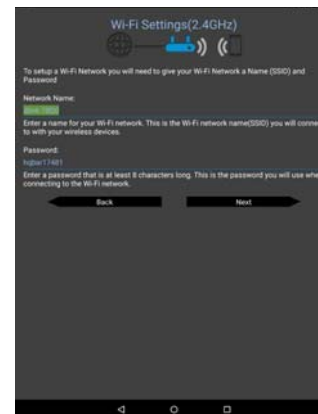 Wi-Fi Settings(2.4GHz)
To setup a Wi-Fi Network you will need to give your Wi-Fi Network a Name (SSID) and
Password
Network Name:
Enter a name for your Wi-Fi network. This is the Wi-Fi network name(SSID) you will conne
to with your wireless devices.
Password:
Enter a password that is at least 8 characters long. This is the password you will use whe
connecting to the Wi-Fi network.
Back
Next